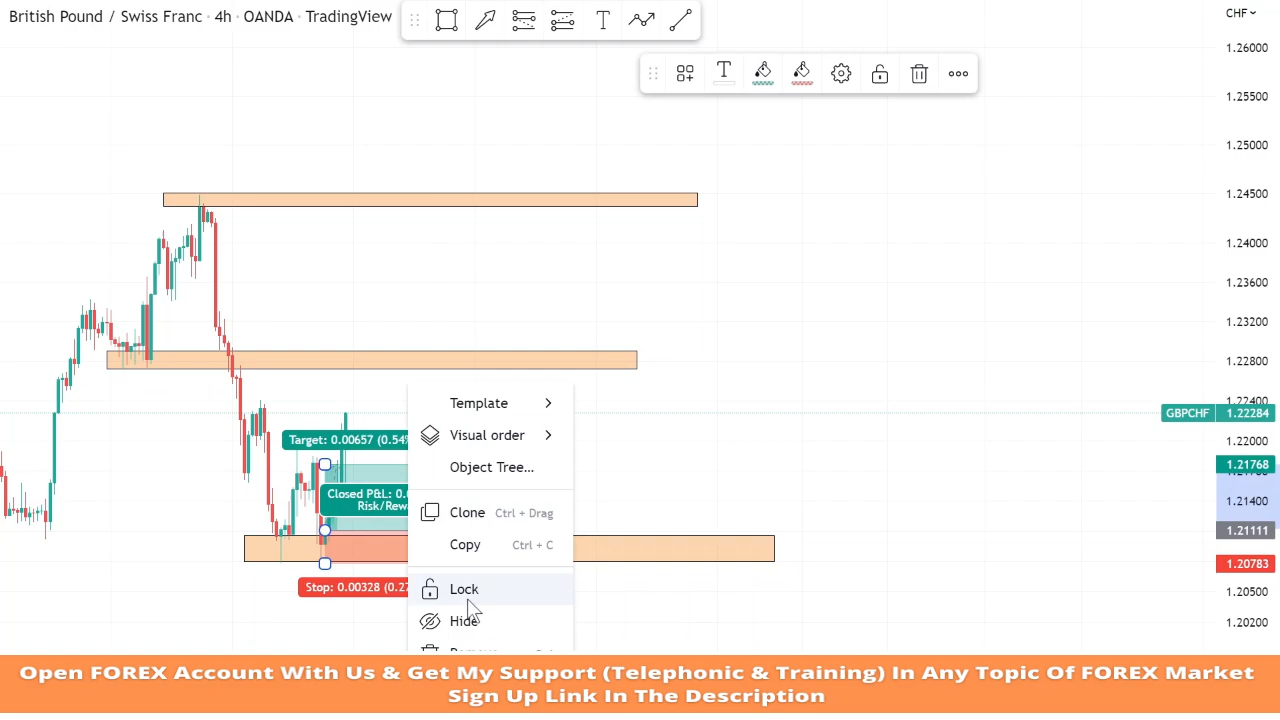 British Pound / Swiss Franc · 4h · OANDA · TradingView
T
CHF
1.26000
T
1.25500
1.25000
1.24500
1.24000
1.23600
1.23200
1.22800
1.22400
GBPCHF 1.22284
1.22000
1.21768
1.21400
1.21111
1.20783
1.20500
1.20200
Target: 0.00657 (0.54%
Closed P&L: 0.0
Risk/Rewa
Stop: 0.00328 (0.27
Template
Visual order
Object Tree...
Clone Ctrl + Drag
Copy Ctrl + C
Lock
Hide
Open FOREX Account With Us & Get My Support (Telephonic & Training) In Any Topic Of FOREX Market
Sign Up Link In The Description